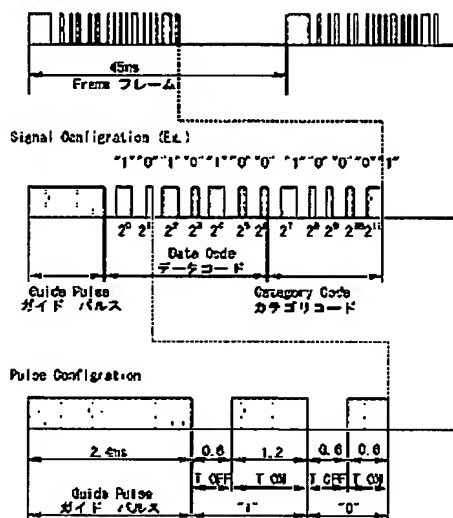 45ms
Frame フレーム
Signal Configration (Ex.)
"1" "0" "1" "0" "1" "0" "0" "1" "0" "0" "0" "1"
2⁰ 2¹ 2² 2³ 2⁴ 2⁵ 2⁶ 2⁷ 2⁸ 2⁹ 2¹⁰ 2¹¹
Data Code
データコード
Guide Pulse Category Code
ガイド パルス カテゴリコード
Pulse Configration
2.4ms 0.6 1.2 0.6 0.6
T OFF T ON T OFF T ON
Guide Pulse
ガイド パルス "1" "0"